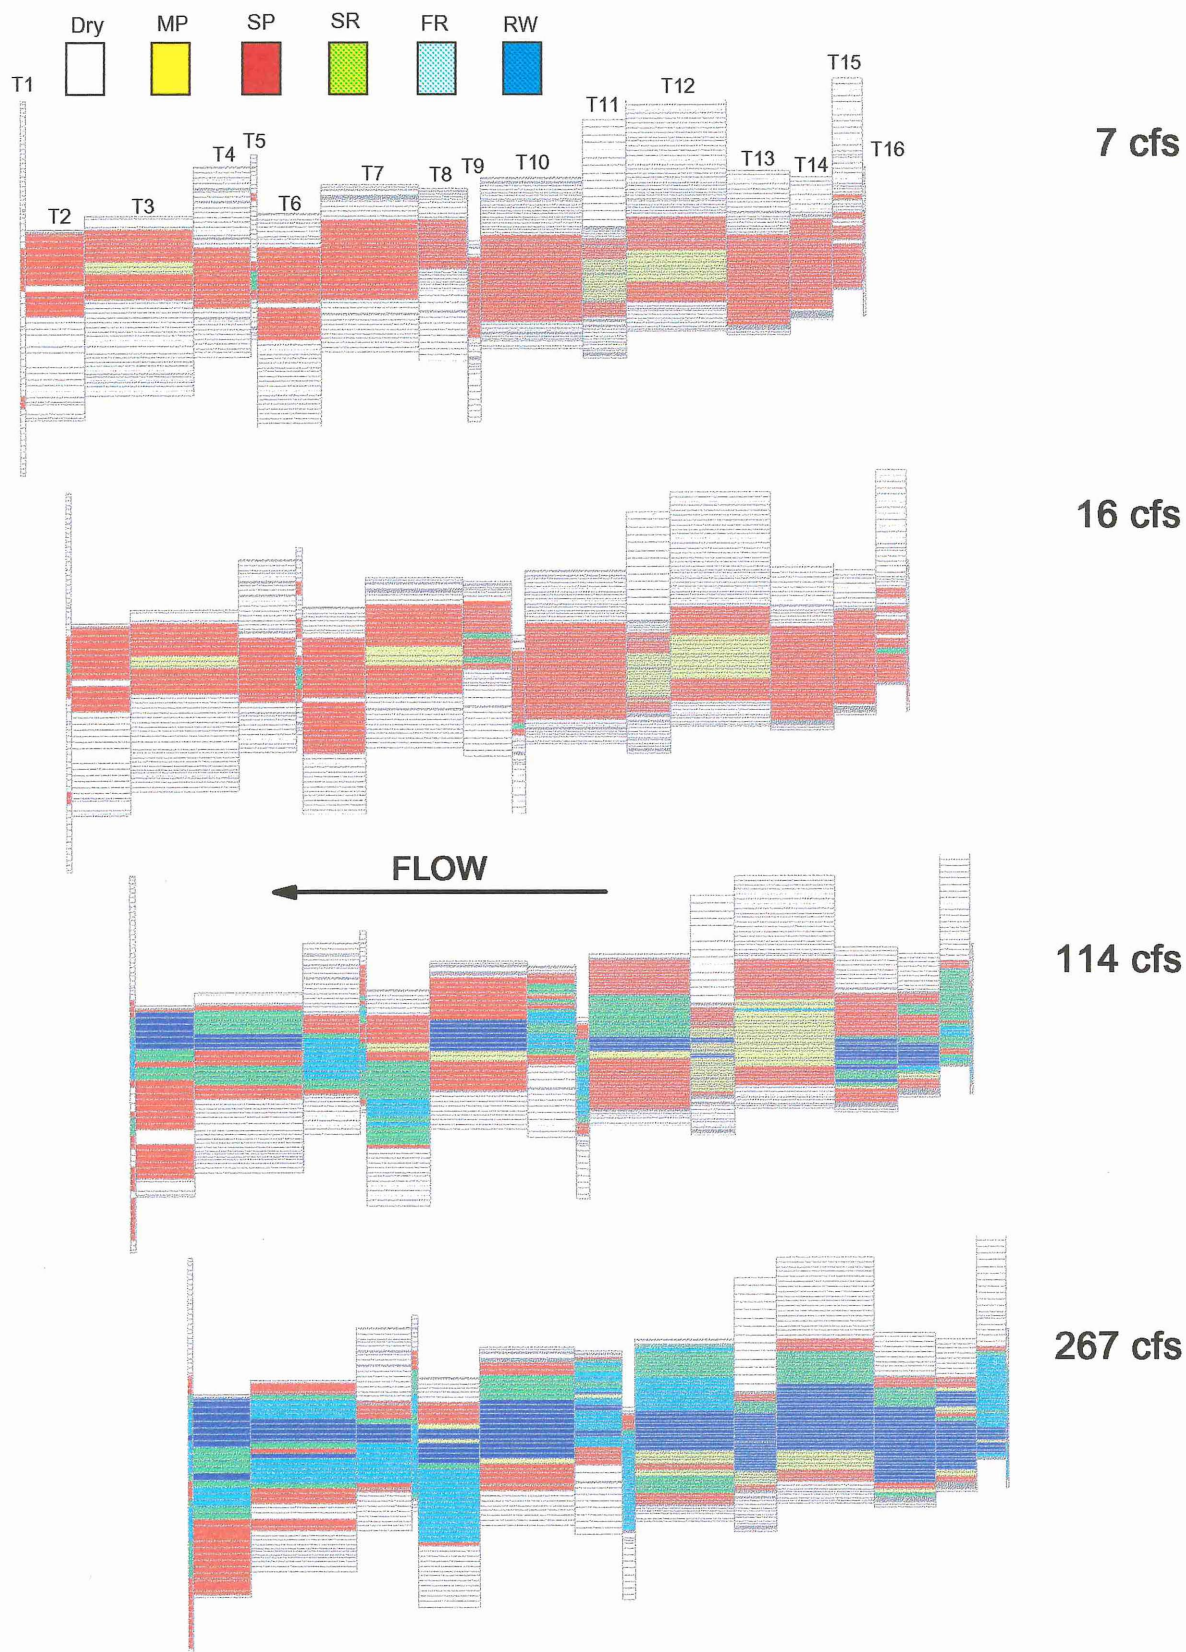 Dry MP SP SR FR RW
T1 T2 T3 T4 T5 T6 T7 T8 T9 T10 T11 T12 T13 T14 T15 T16
7 cfs
16 cfs
FLOW
114 cfs
267 cfs